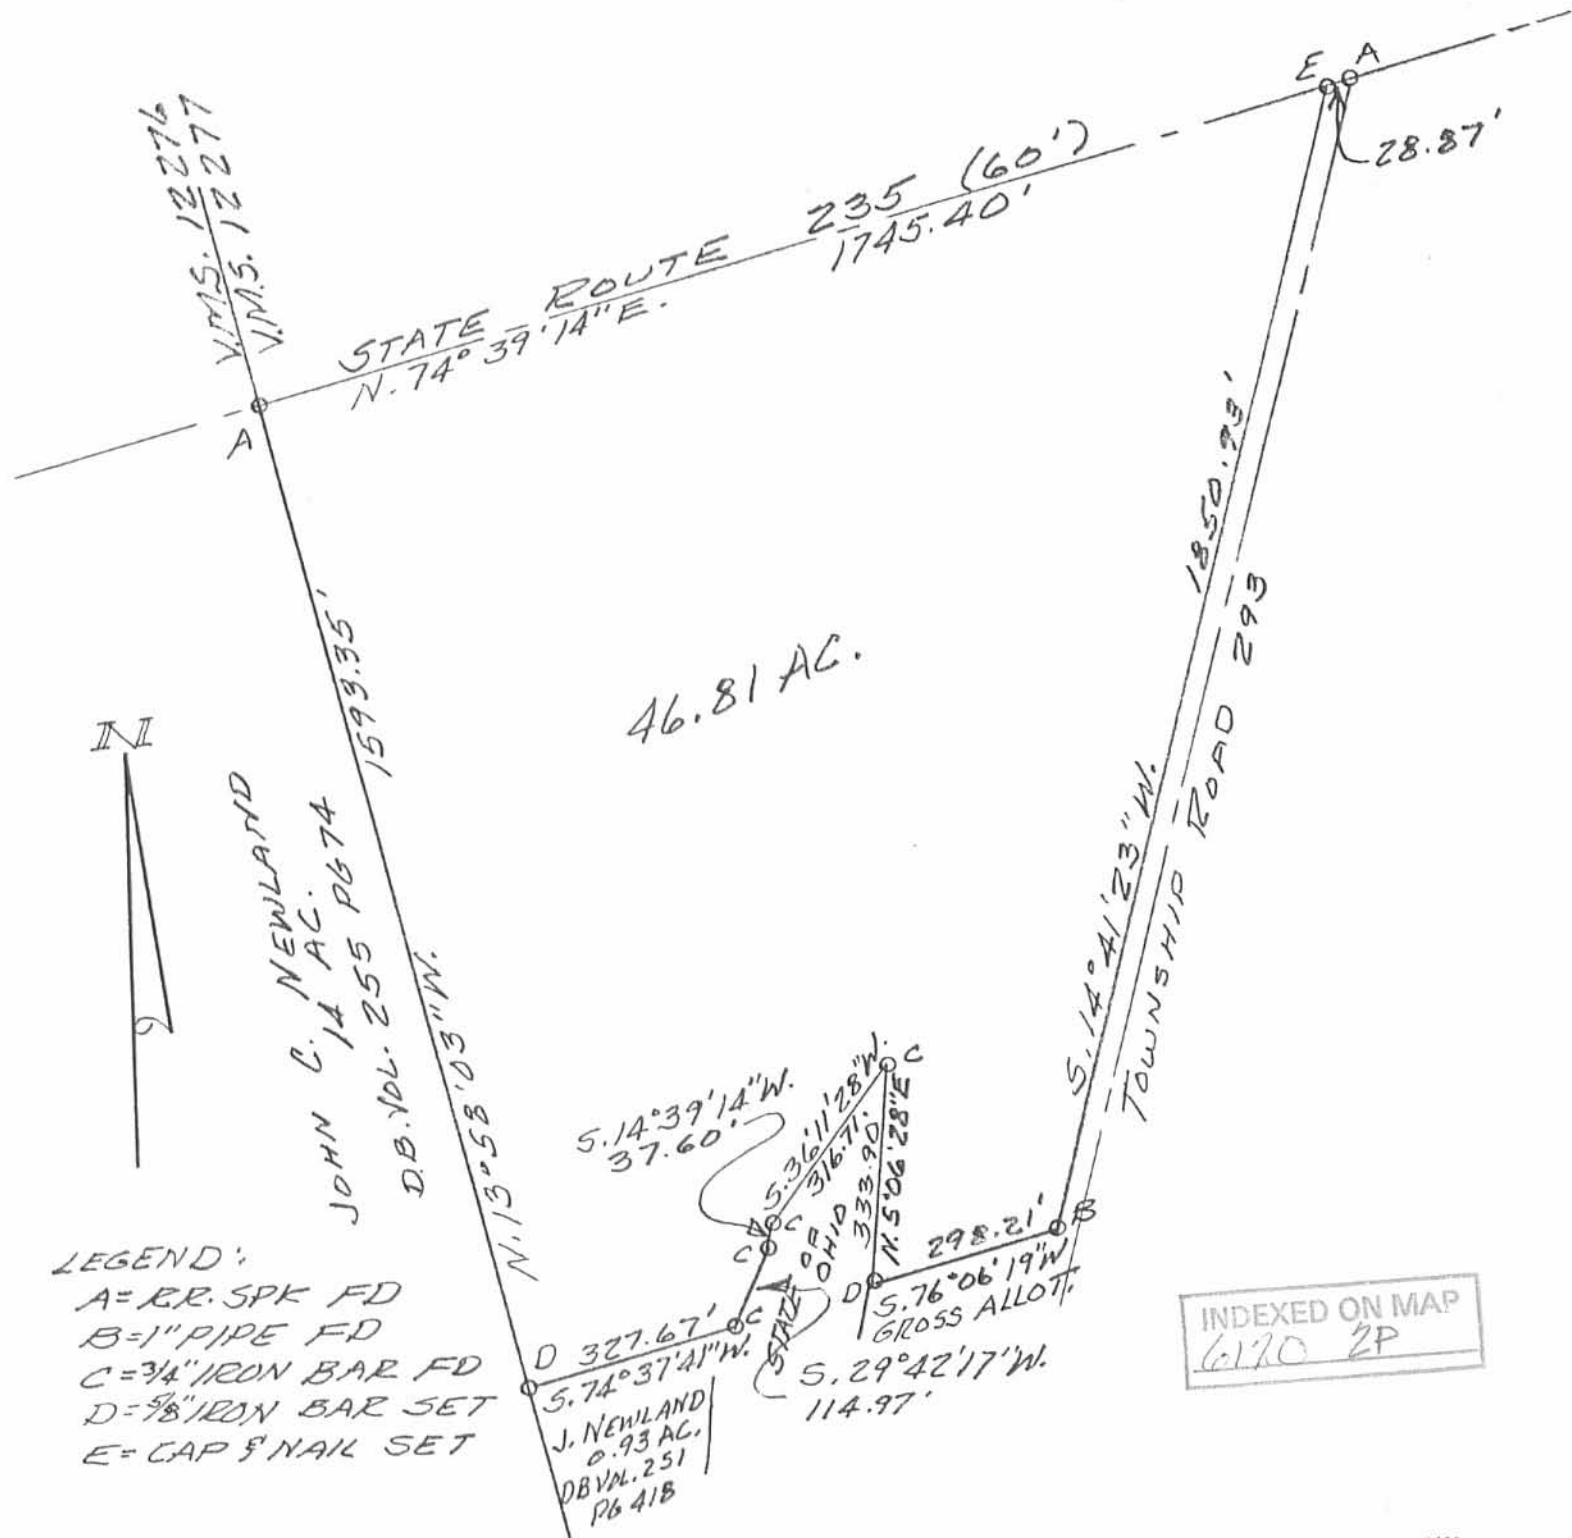 V.M.S. 12276
V.M.S. 12277
E
A
28.87'
STATE ROUTE 235 (60')
N. 74° 39' 14" E. 1745.40'
A
1850.93'
S. 14° 41' 23" W.
TOWNSHIP ROAD 293
1593.35'
N. 13° 58' 03" W.
46.81 AC.
N
JOHN C. NEWLAND
14 AC.
D.B. VOL. 255 PG 74
S. 14° 39' 14" W.
37.60'
S. 36° 11' 28" W.
316.71'
C
333.90
N. 5° 06' 28" E
STATE OF
OHIO
C
C
C
D
298.21'
B
S. 76° 06' 19" W
GROSS ALLOT.
D
327.67'
S. 74° 37' 41" W.
S. 29° 42' 17" W.
114.97'
J. NEWLAND
0.93 AC.
DB VOL. 251
PG 418
LEGEND:
A = RR. SPK FD
B = 1" PIPE FD
C = 3/4" IRON BAR FD
D = 5/8" IRON BAR SET
E = CAP & NAIL SET
INDEXED ON MAP
6120 2P